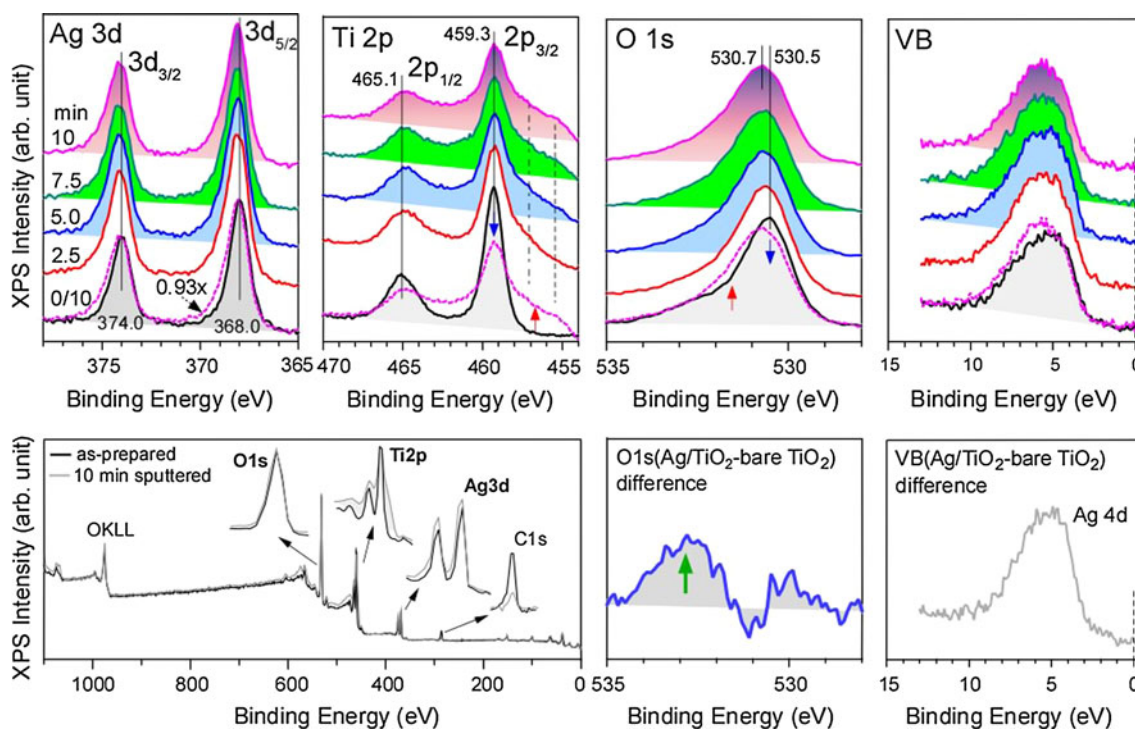 Ag 3d
3d5/2
3d3/2
min
10
7.5
5.0
2.5
0/10
0.93x
374.0
368.0
375
370
365
Binding Energy (eV)
XPS Intensity (arb. unit)
Ti 2p
459.3
2p3/2
465.1
2p1/2
470
465
460
455
Binding Energy (eV)
O 1s
530.7
530.5
535
530
Binding Energy (eV)
VB
15
10
5
0
Binding Energy (eV)
XPS Intensity (arb. unit)
as-prepared
10 min sputtered
O1s
Ti2p
Ag3d
C1s
OKLL
1000
800
600
400
200
0
Binding Energy (eV)
O1s(Ag/TiO2-bare TiO2)
difference
535
530
Binding Energy (eV)
VB(Ag/TiO2-bare TiO2)
difference
Ag 4d
15
10
5
0
Binding Energy (eV)